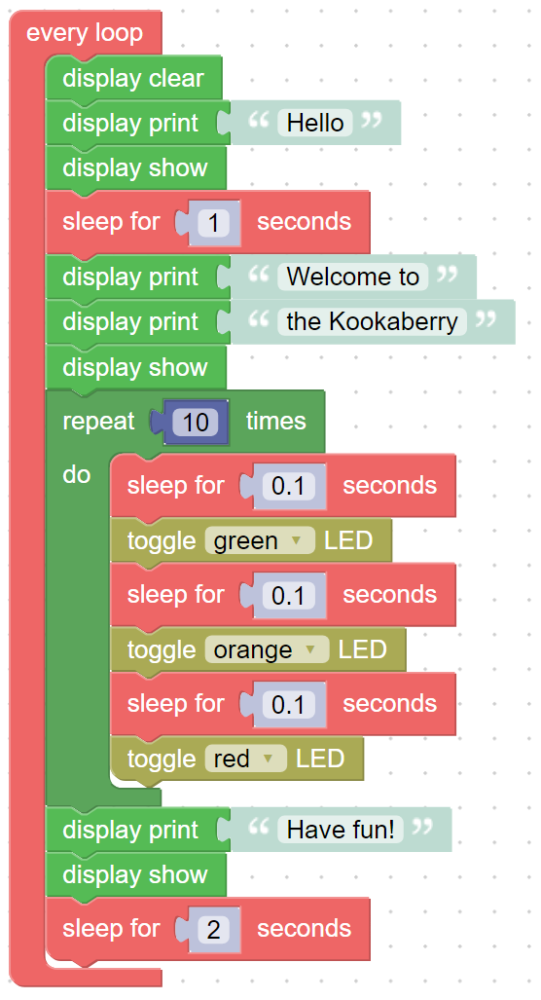 every loop
display clear
display print “ Hello ”
display show
sleep for 1 seconds
display print “ Welcome to ”
display print “ the Kookaberry ”
display show
repeat 10 times
do
sleep for 0.1 seconds
toggle green ▼ LED
sleep for 0.1 seconds
toggle orange ▼ LED
sleep for 0.1 seconds
toggle red ▼ LED
display print “ Have fun! ”
display show
sleep for 2 seconds